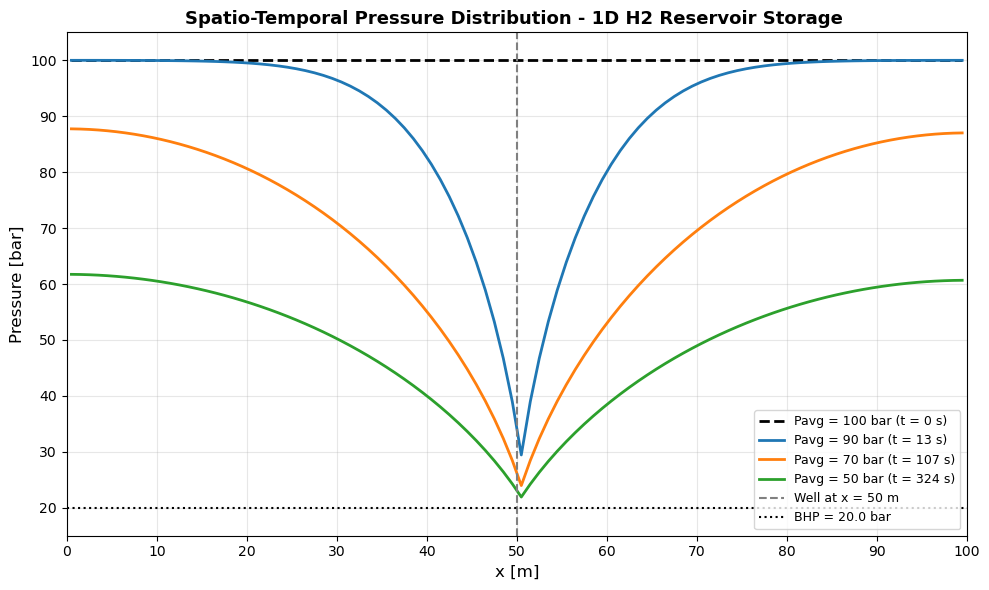 Spatio-Temporal Pressure Distribution - 1D H2 Reservoir Storage
Pressure [bar]
100
90
80
70
60
50
40
30
20
Pavg = 100 bar (t = 0 s)
Pavg = 90 bar (t = 13 s)
Pavg = 70 bar (t = 107 s)
Pavg = 50 bar (t = 324 s)
Well at x = 50 m
BHP = 20.0 bar
0 10 20 30 40 50 60 70 80 90 100
x [m]